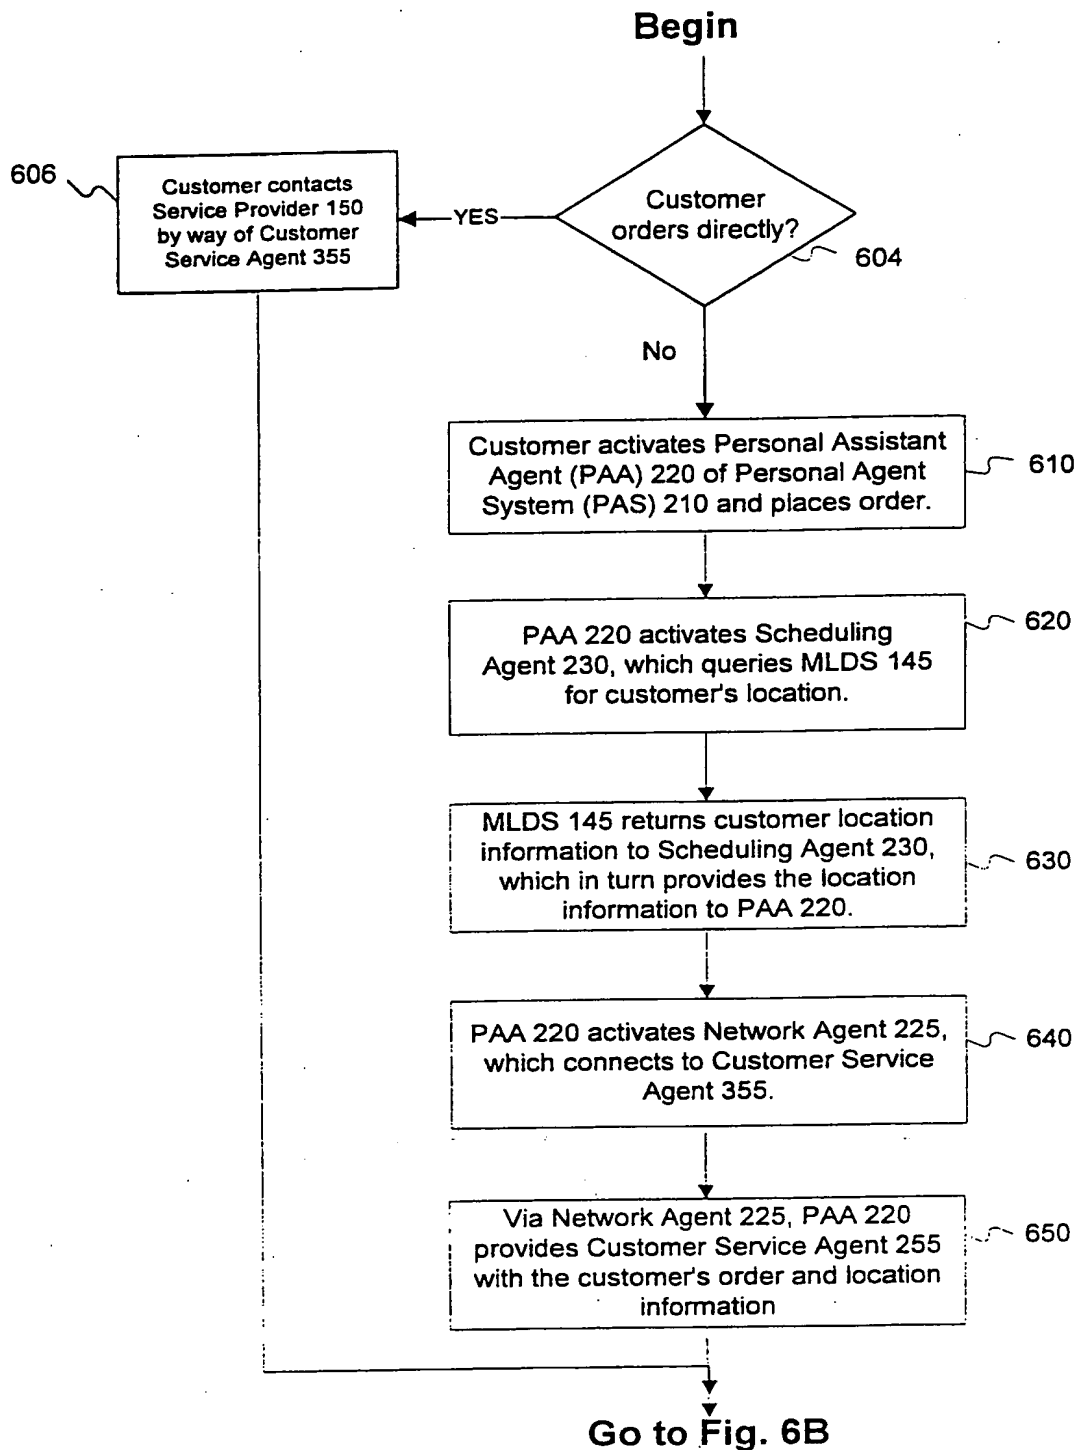 Begin
606
Customer contacts
Service Provider 150
by way of Customer
Service Agent 355
YES
Customer
orders directly?
604
No
Customer activates Personal Assistant
Agent (PAA) 220 of Personal Agent
System (PAS) 210 and places order.
610
PAA 220 activates Scheduling
Agent 230, which queries MLDS 145
for customer's location.
620
MLDS 145 returns customer location
information to Scheduling Agent 230,
which in turn provides the location
information to PAA 220.
630
PAA 220 activates Network Agent 225,
which connects to Customer Service
Agent 355.
640
Via Network Agent 225, PAA 220
provides Customer Service Agent 255
with the customer's order and location
information
650
Go to Fig. 6B